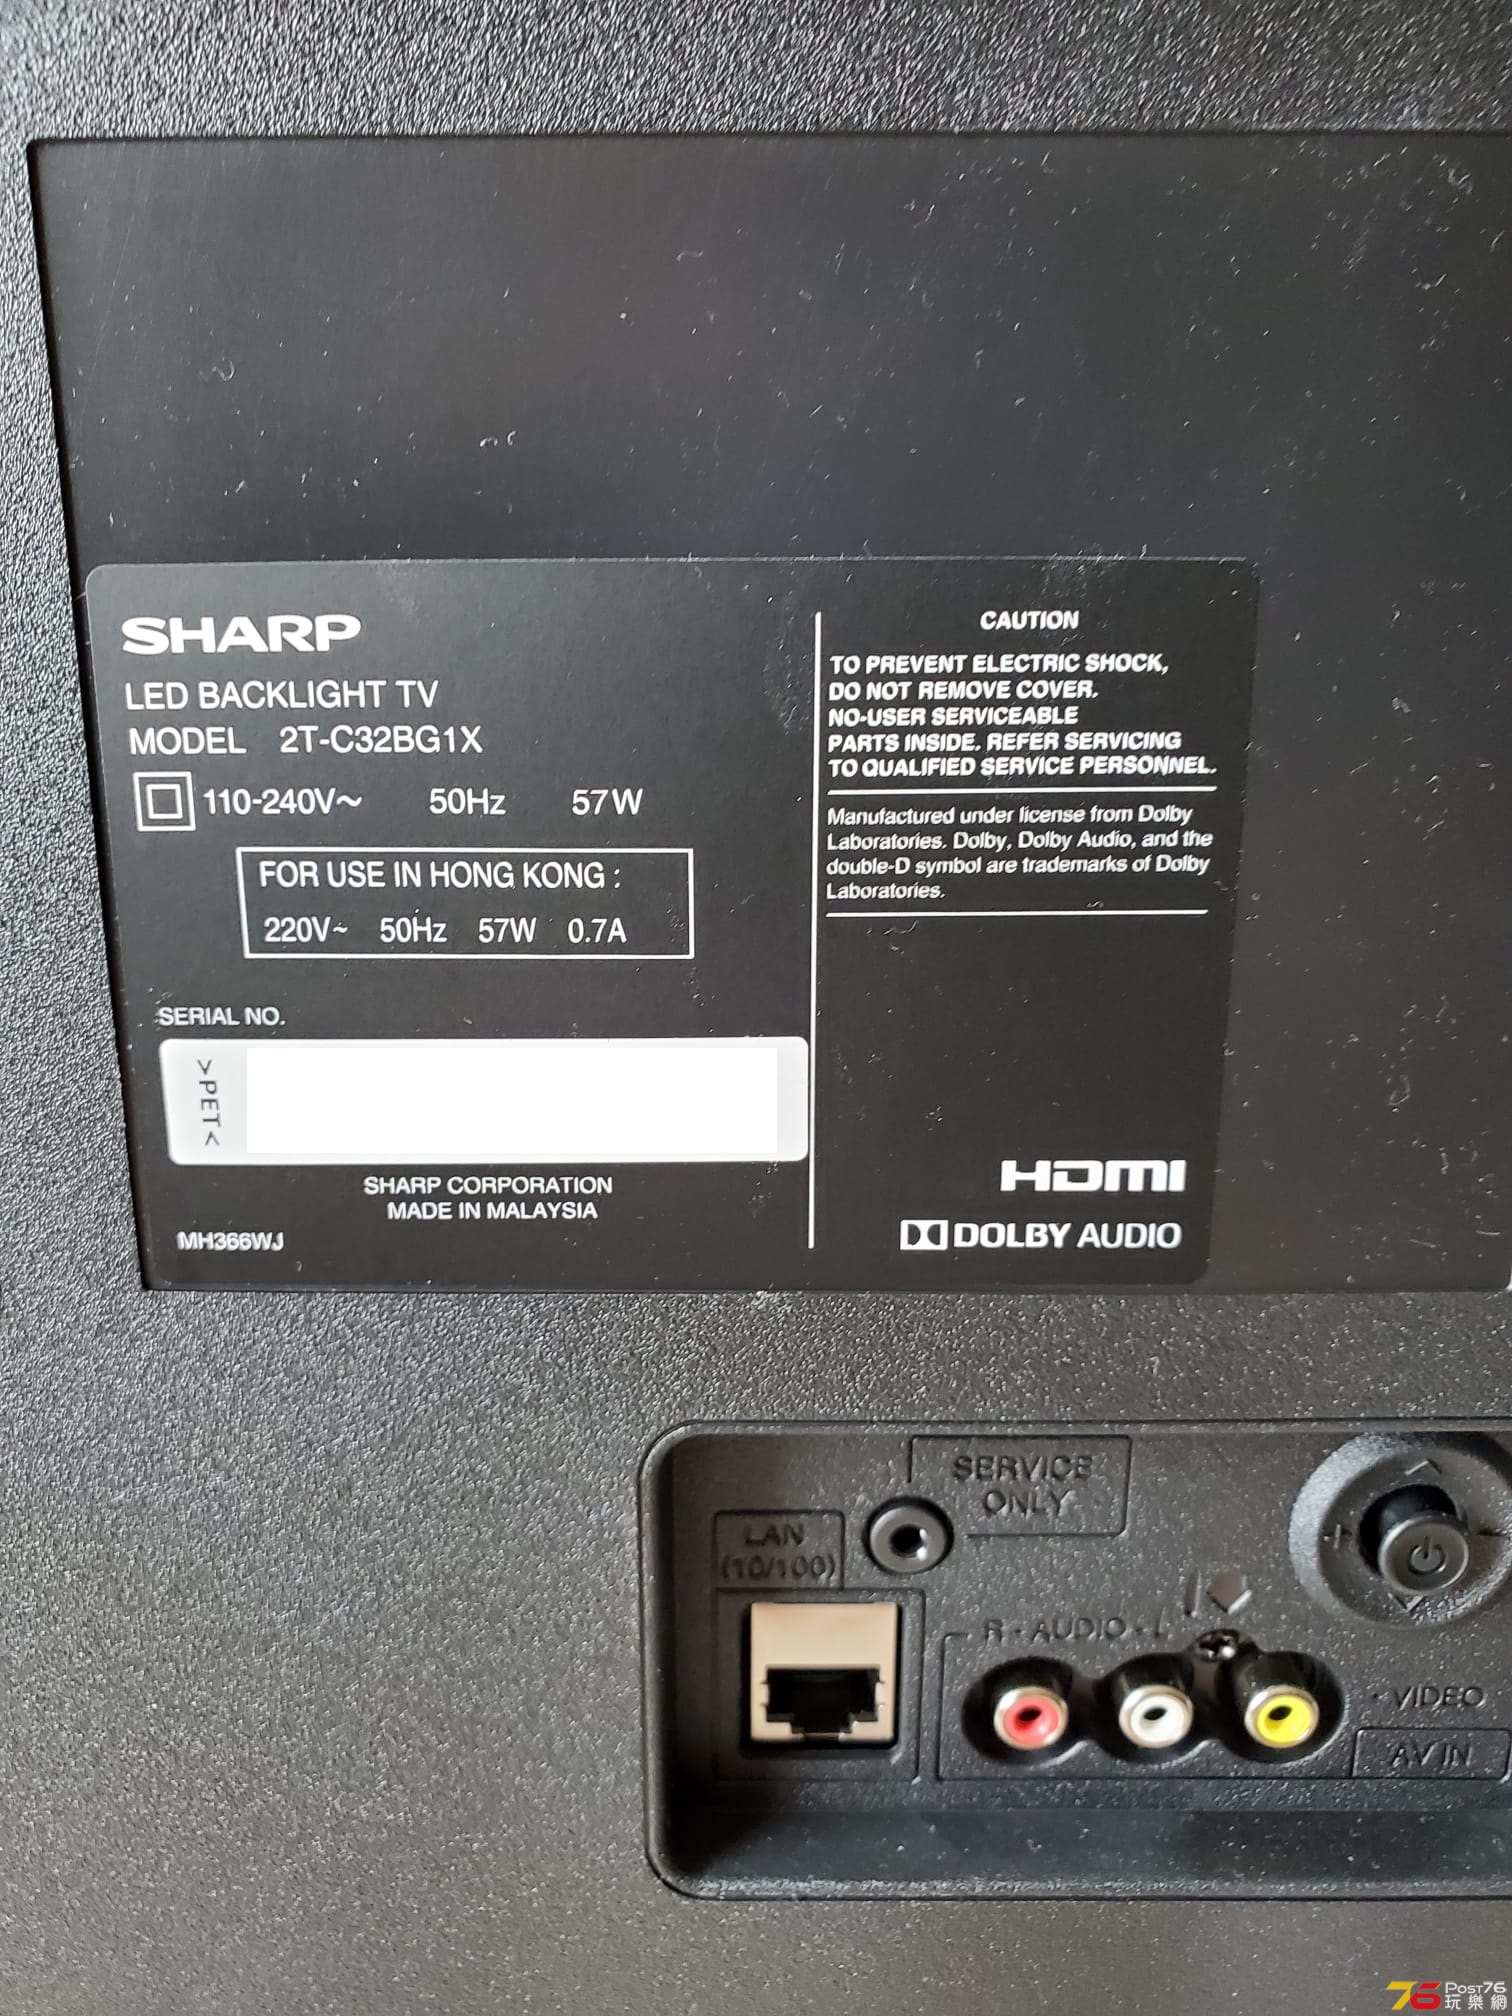 SHARP
LED BACKLIGHT TV
MODEL 2T-C32BG1X
110-240V~ 50Hz 57W
FOR USE IN HONG KONG :
220V~ 50Hz 57W 0.7A
SERIAL NO.
>PET<
SHARP CORPORATION
MADE IN MALAYSIA
MH366WJ
CAUTION
TO PREVENT ELECTRIC SHOCK,
DO NOT REMOVE COVER.
NO-USER SERVICEABLE
PARTS INSIDE. REFER SERVICING
TO QUALIFIED SERVICE PERSONNEL.
Manufactured under license from Dolby
Laboratories. Dolby, Dolby Audio, and the
double-D symbol are trademarks of Dolby
Laboratories.
HDMI
DOLBY AUDIO
SERVICE
ONLY
LAN
(10/100)
R - AUDIO - L
VIDEO
AV IN
76 Post76
玩樂網